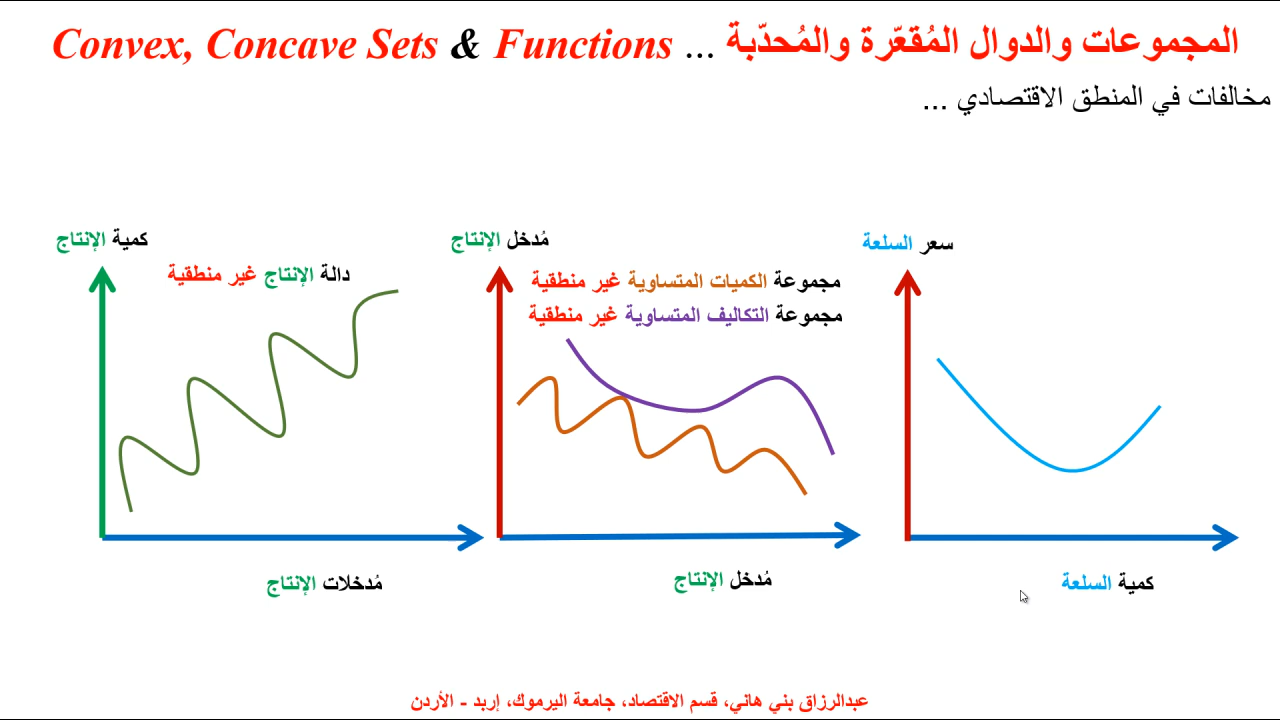 المجموعات والدوال المُقعّرة والمُحدّبة ... Convex, Concave Sets & Functions
مخالفات في المنطق الاقتصادي ...
سعر السلعة
كمية السلعة
مُدخل الإنتاج
مجموعة الكميات المتساوية غير منطقية
مجموعة التكاليف المتساوية غير منطقية
مُدخل الإنتاج
كمية الإنتاج
دالة الإنتاج غير منطقية
مُدخلات الإنتاج
عبدالرزاق بني هاني، قسم الاقتصاد، جامعة اليرموك، إربد - الأردن